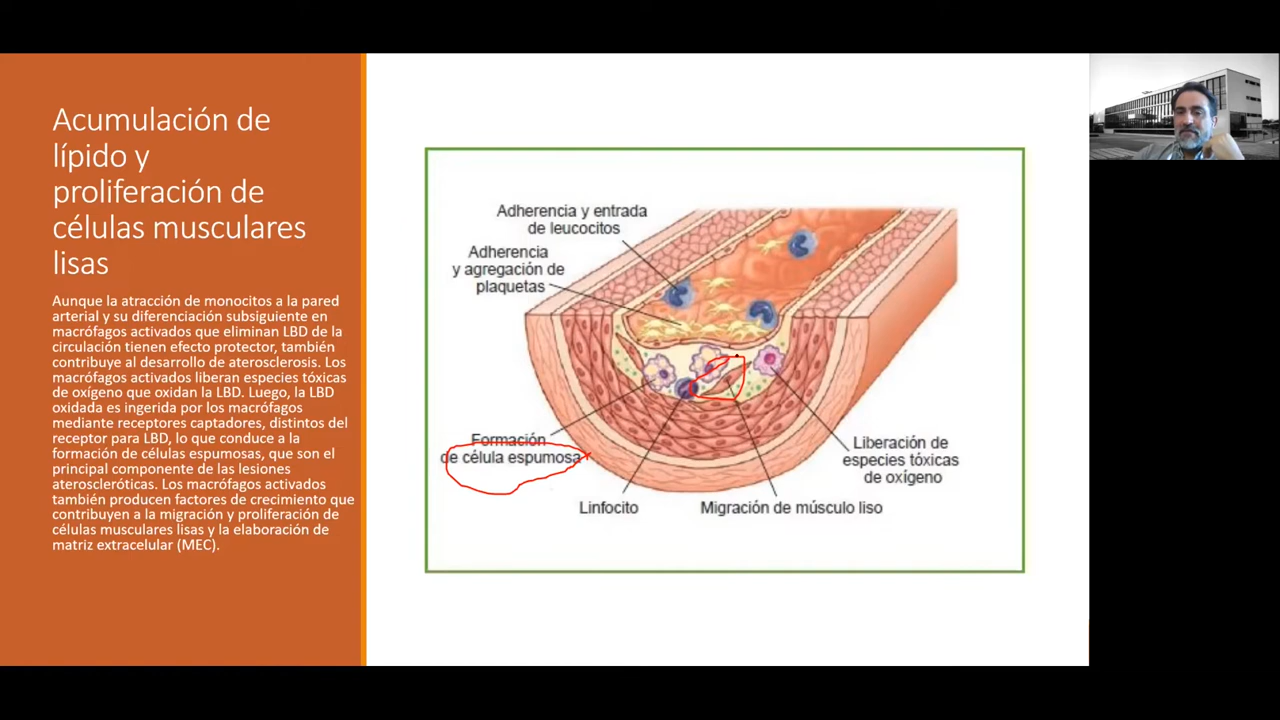 Acumulación de
lípido y
proliferación de
células musculares
lisas
Aunque la atracción de monocitos a la pared
arterial y su diferenciación subsiguiente en
macrófagos activados que eliminan LBD de la
circulación tienen efecto protector, también
contribuye al desarrollo de aterosclerosis. Los
macrófagos activados liberan especies tóxicas
de oxígeno que oxidan la LBD. Luego, la LBD
oxidada es ingerida por los macrófagos
mediante receptores captadores, distintos del
receptor para LBD, lo que conduce a la
formación de células espumosas, que son el
principal componente de las lesiones
ateroscleróticas. Los macrófagos activados
también producen factores de crecimiento que
contribuyen a la migración y proliferación de
células musculares lisas y la elaboración de
matriz extracelular (MEC).
Adherencia y entrada
de leucocitos
Adherencia
y agregación de
plaquetas
Formación
de célula espumosa
Linfocito
Migración de músculo liso
Liberación de
especies tóxicas
de oxígeno